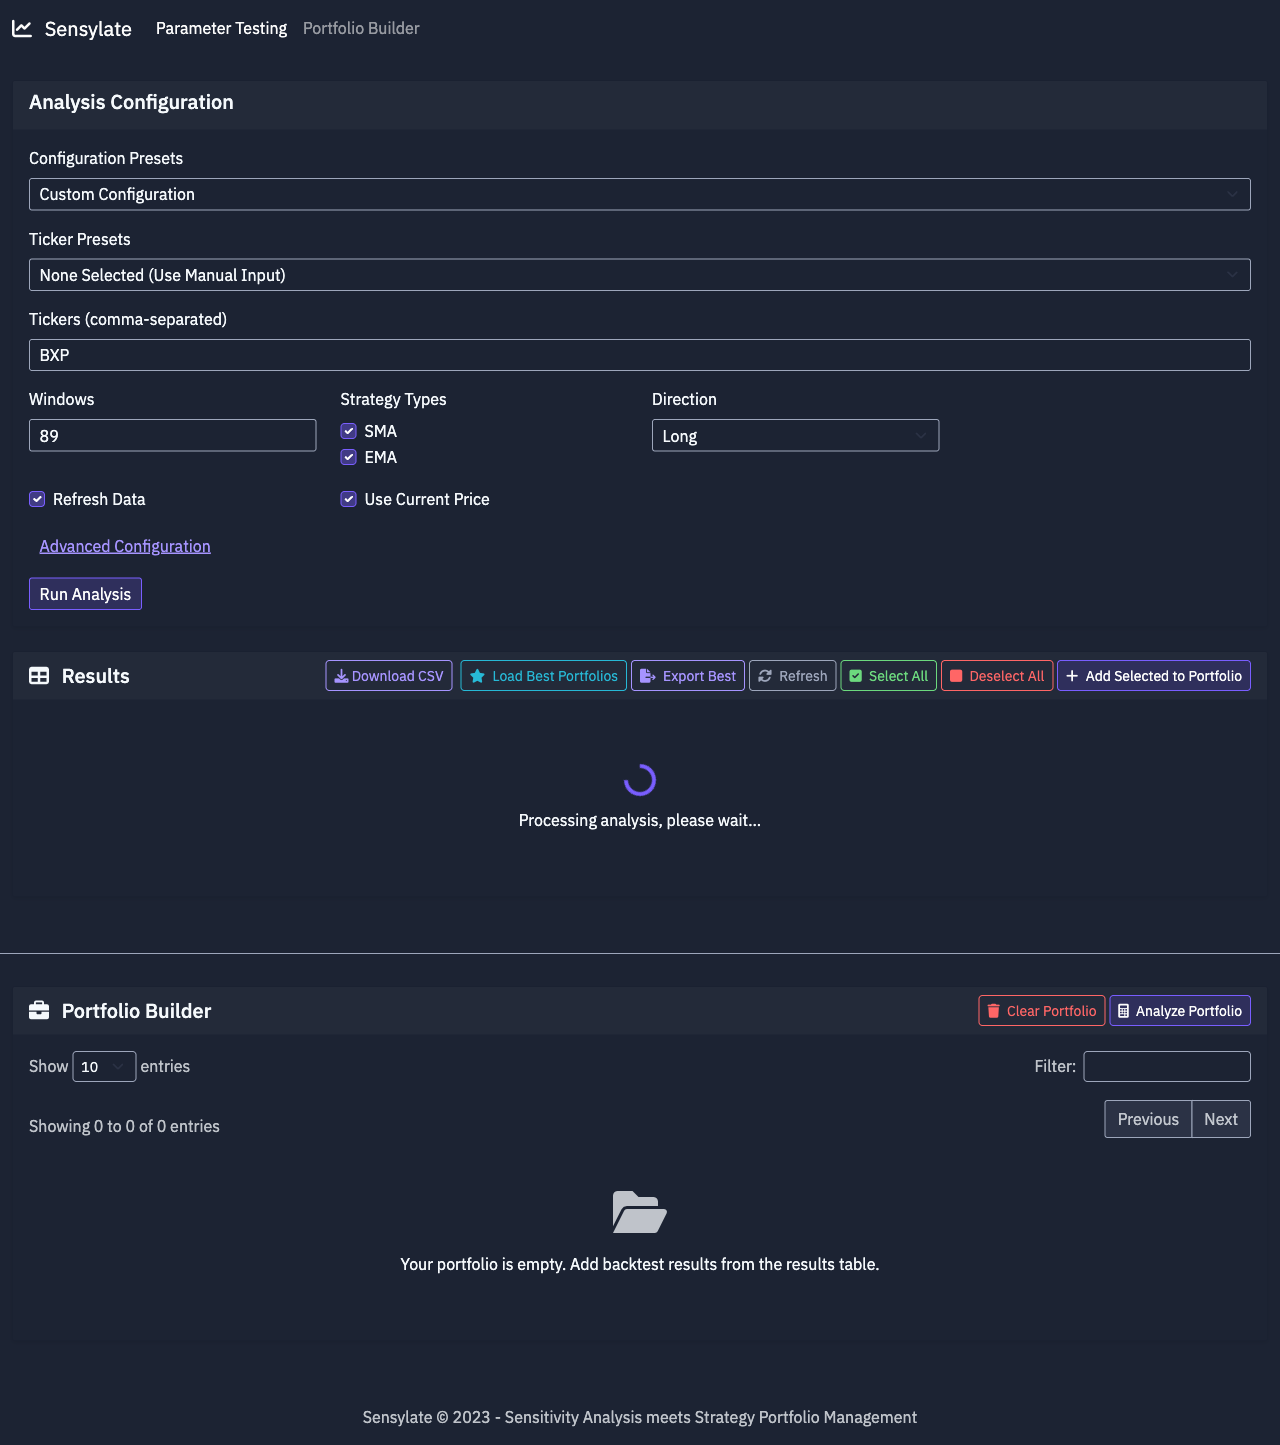 Sensylate Parameter Testing Portfolio Builder
Analysis Configuration
Configuration Presets
Custom Configuration
Ticker Presets
None Selected (Use Manual Input)
Tickers (comma-separated)
BXP
Windows Strategy Types Direction
89
SMA
EMA
Long
Refresh Data Use Current Price
Advanced Configuration
Run Analysis
Results Download CSV Load Best Portfolios Export Best Refresh Select All Deselect All Add Selected to Portfolio
Processing analysis, please wait...
Portfolio Builder Clear Portfolio Analyze Portfolio
Show 10 entries Filter:
Showing 0 to 0 of 0 entries Previous Next
Your portfolio is empty. Add backtest results from the results table.
Sensylate © 2023 - Sensitivity Analysis meets Strategy Portfolio Management